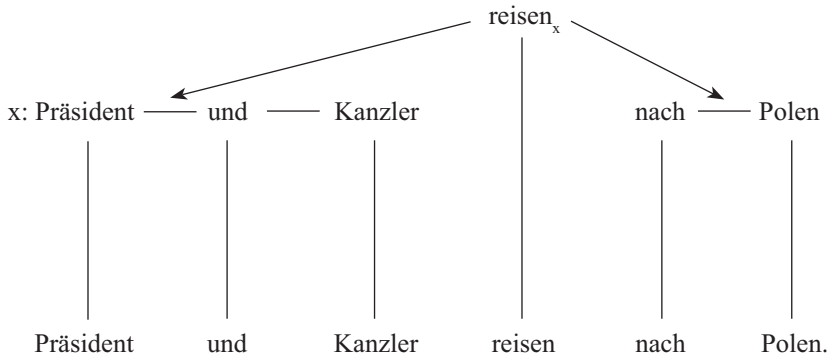 reisenₓ
x: Präsident und Kanzler nach Polen
Präsident und Kanzler reisen nach Polen.